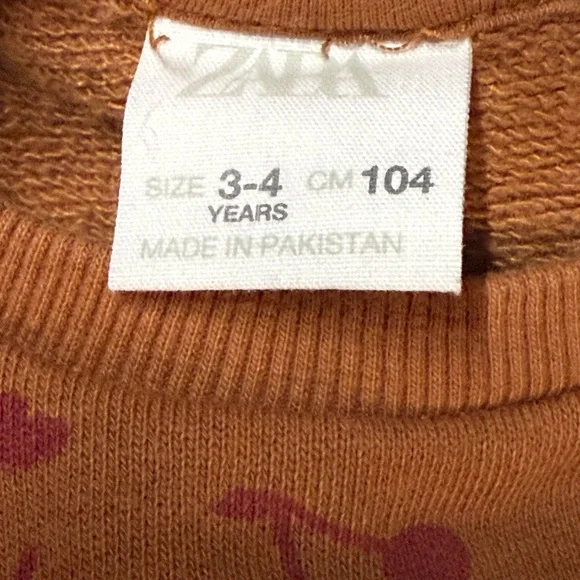 ZARA
SIZE 3-4 CM 104
YEARS
MADE IN PAKISTAN